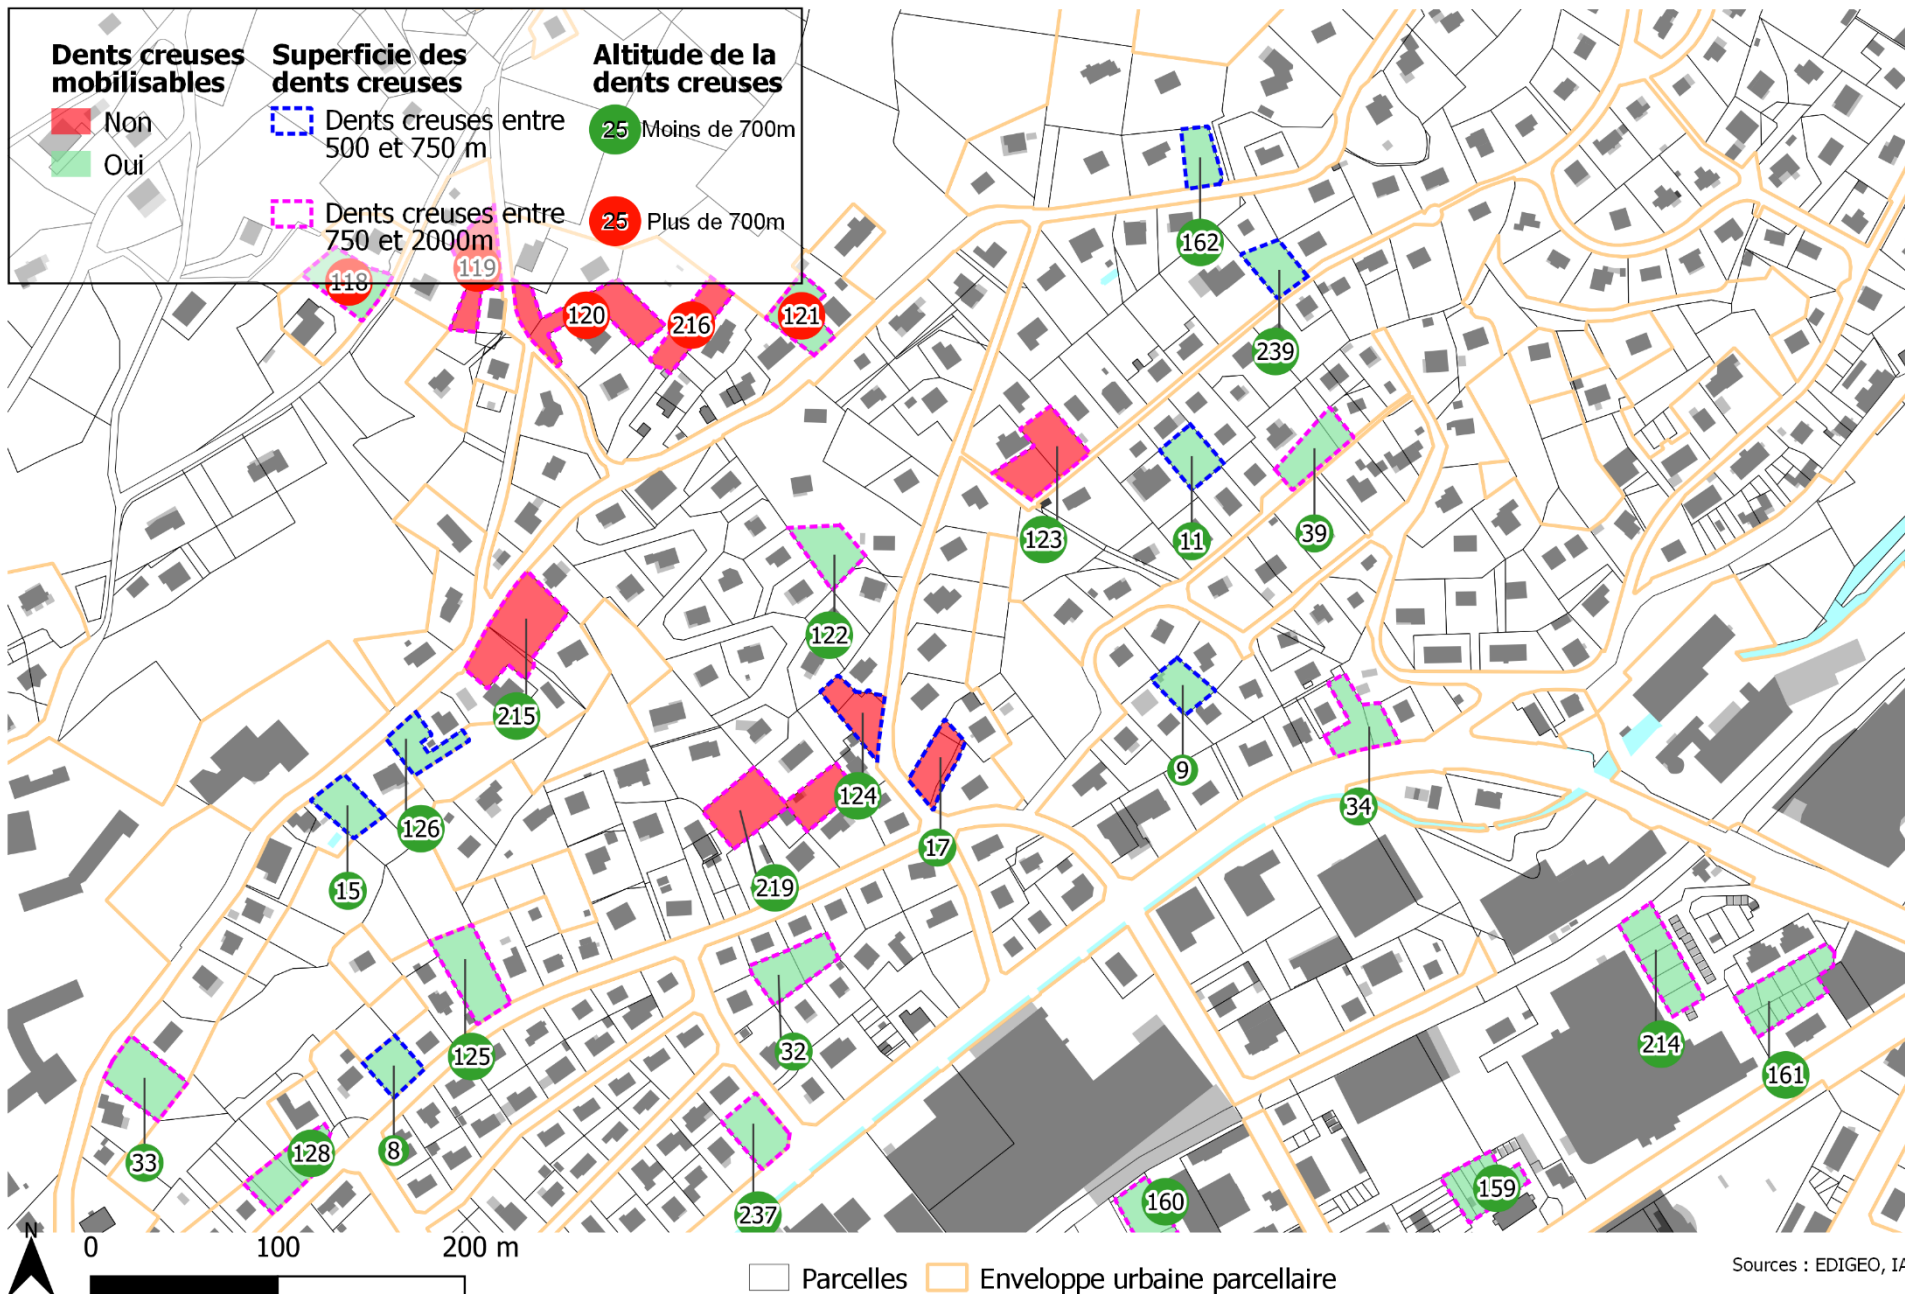 Dents creuses
mobilisables
Non
Oui
Superficie des
dents creuses
Dents creuses entre
500 et 750 m
Dents creuses entre
750 et 2000m
Altitude de la
dents creuses
25 Moins de 700m
25 Plus de 700m
162
118
119
120
216
121
239
123
11
39
122
215
9
126
124
34
17
15
219
32
125
214
161
8
128
33
237
160
159
N
0 100 200 m
Parcelles
Enveloppe urbaine parcellaire
Sources : EDIGEO, IA